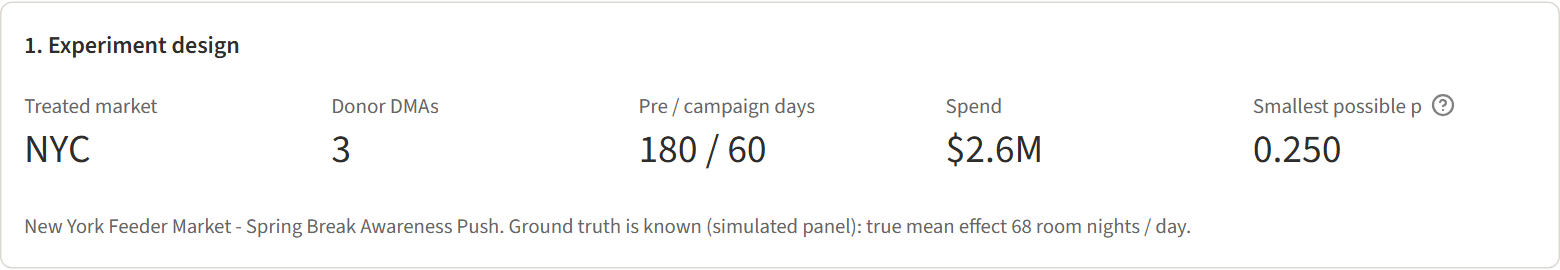 1. Experiment design
Treated market
Donor DMAs
Pre / campaign days
Spend
Smallest possible p ?
NYC
3
180 / 60
$2.6M
0.250
New York Feeder Market - Spring Break Awareness Push. Ground truth is known (simulated panel): true mean effect 68 room nights / day.